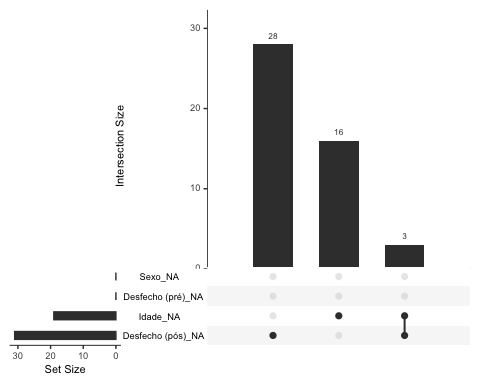 30
28
20
16
10
3
0
Intersection Size
Sexo_NA
Desfecho (pré)_NA
Idade_NA
Desfecho (pós)_NA
30 20 10 0
Set Size